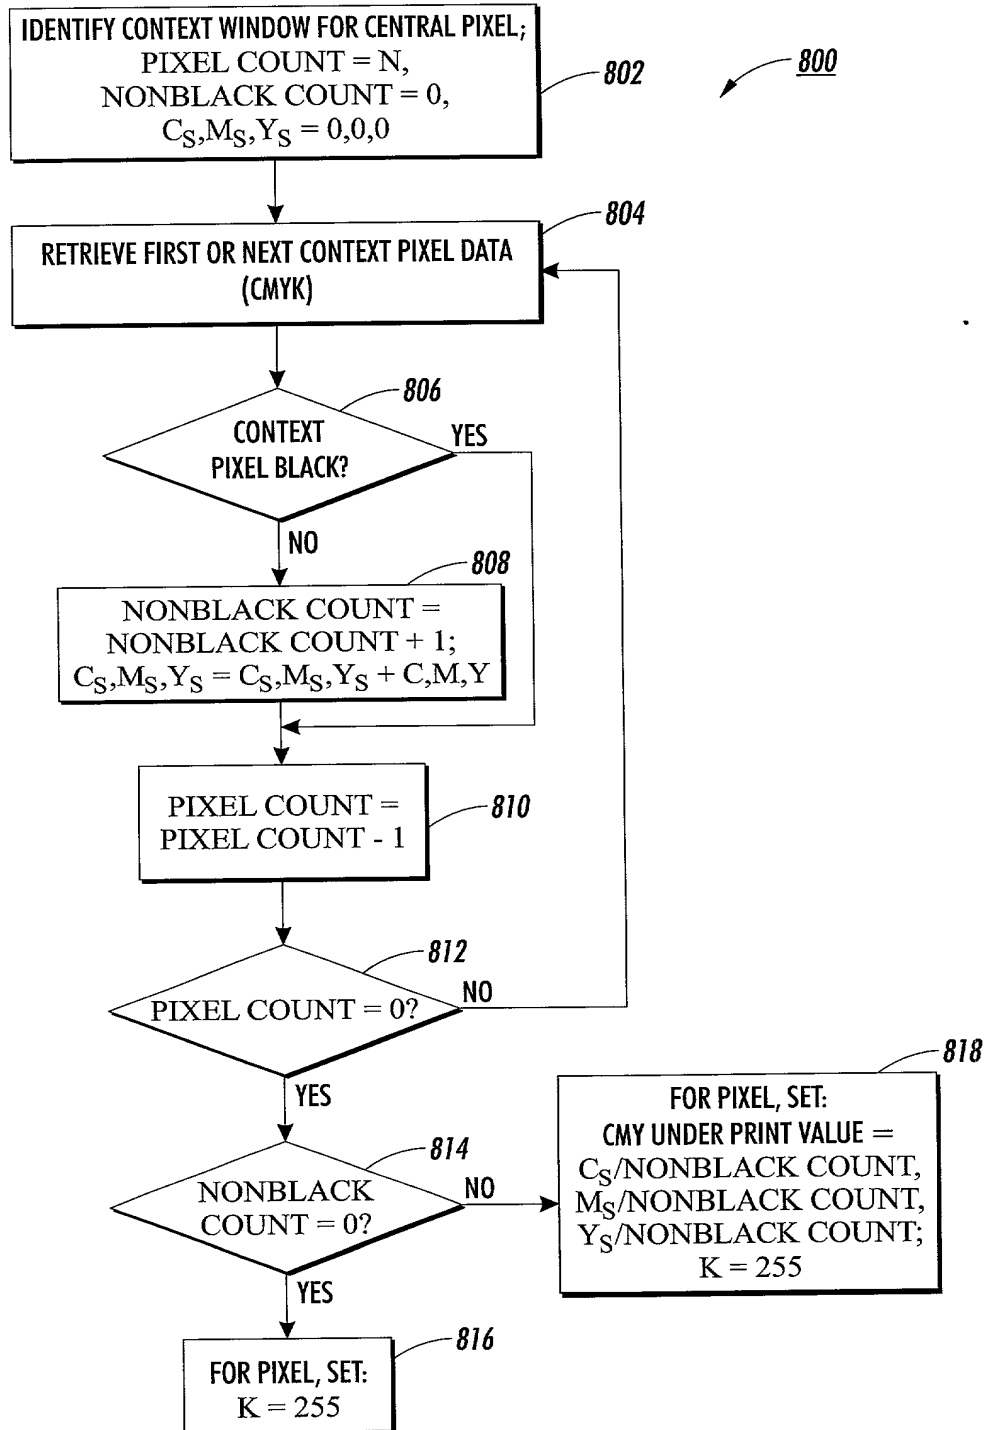 IDENTIFY CONTEXT WINDOW FOR CENTRAL PIXEL;
PIXEL COUNT = N,
NONBLACK COUNT = 0,
CS,MS,YS = 0,0,0
802
800
804
RETRIEVE FIRST OR NEXT CONTEXT PIXEL DATA
(CMYK)
806
CONTEXT
PIXEL BLACK?
YES
NO
808
NONBLACK COUNT =
NONBLACK COUNT + 1;
CS,MS,YS = CS,MS,YS + C,M,Y
PIXEL COUNT =
PIXEL COUNT - 1
810
812
PIXEL COUNT = 0?
NO
YES
814
NONBLACK
COUNT = 0?
NO
YES
818
FOR PIXEL, SET:
CMY UNDER PRINT VALUE =
CS/NONBLACK COUNT,
MS/NONBLACK COUNT,
YS/NONBLACK COUNT;
K = 255
816
FOR PIXEL, SET:
K = 255